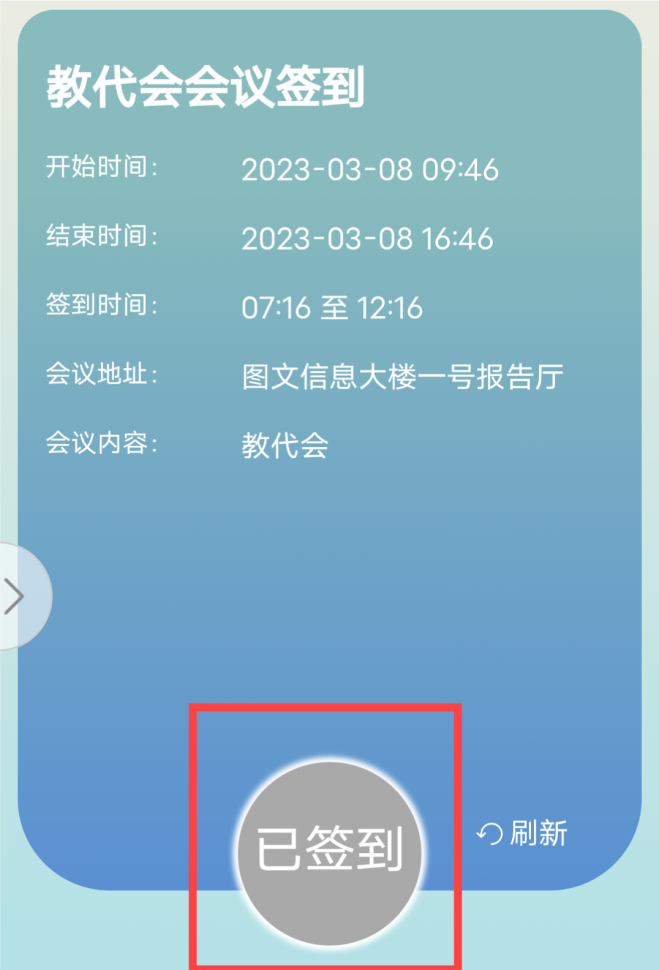 教代会会议签到
开始时间： 2023-03-08 09:46
结束时间： 2023-03-08 16:46
签到时间： 07:16 至 12:16
会议地址： 图文信息大楼一号报告厅
会议内容： 教代会
已签到
刷新